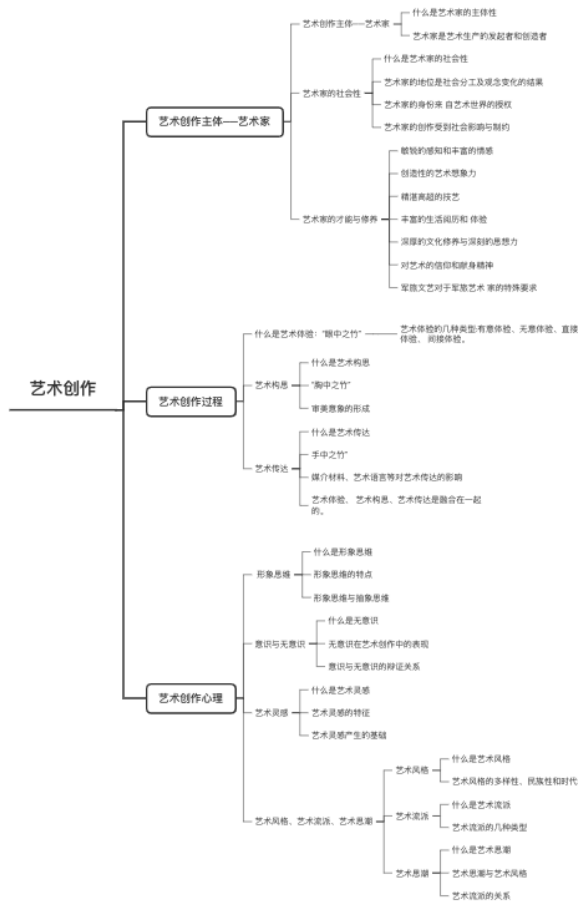 艺术创作
艺术创作主体——艺术家
艺术创作主体——艺术家
什么是艺术家的主体性
艺术家是艺术生产的发起者和创造者
艺术家的社会性
什么是艺术家的社会性
艺术家的地位是社会分工及观念变化的结果
艺术家的身份来 自艺术世界的授权
艺术家的创作受到社会影响与制约
艺术家的才能与修养
敏锐的感知和丰富的情感
创造性的艺术想象力
精湛高超的技艺
丰富的生活阅历和 体验
深厚的文化修养与深刻的思想力
对艺术的信仰和献身精神
军旅文艺对于军旅艺术 家的特殊要求
艺术创作过程
什么是艺术体验：“眼中之竹”
艺术体验的几种类型:有意体验、无意体验、直接
体验、 间接体验。
艺术构思
什么是艺术构思
“胸中之竹”
审美意象的形成
艺术传达
什么是艺术传达
手中之竹”
媒介材料、艺术语言等对艺术传达的影响
艺术体验、 艺术构思、艺术传达是融合在一起
的。
艺术创作心理
形象思维
什么是形象思维
形象思维的特点
形象思维与抽象思维
意识与无意识
什么是无意识
无意识在艺术创作中的表现
意识与无意识的辩证关系
艺术灵感
什么是艺术灵感
艺术灵感的特征
艺术灵感产生的基础
艺术风格、艺术流派、艺术思潮
艺术风格
什么是艺术风格
艺术风格的多样性、民族性和时代
艺术流派
什么是艺术流派
艺术流派的几种类型
艺术思潮
什么是艺术思潮
艺术思潮与艺术风格
艺术流派的关系